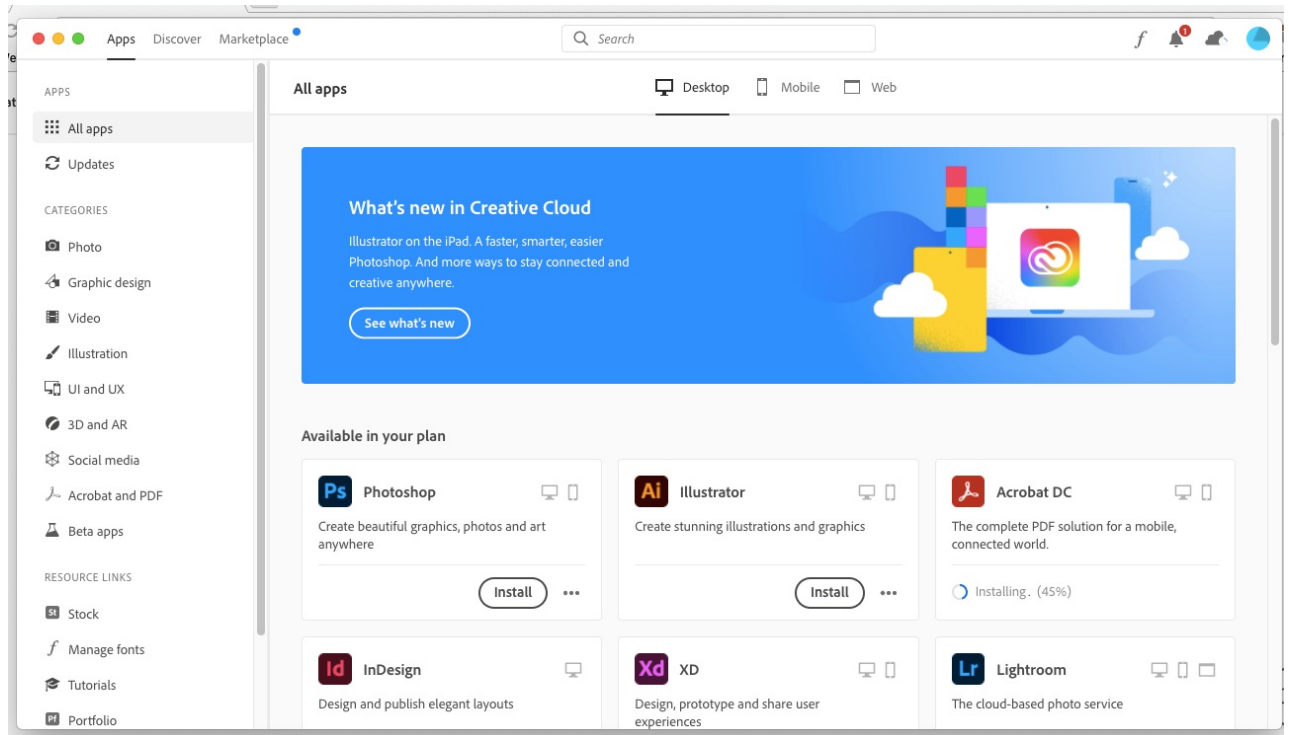 Apps Discover Marketplace
Search
f
1
APPS
All apps
Updates
CATEGORIES
Photo
Graphic design
Video
Illustration
UI and UX
3D and AR
Social media
Acrobat and PDF
Beta apps
RESOURCE LINKS
St Stock
f Manage fonts
Tutorials
Pf Portfolio
All apps
Desktop Mobile Web
What's new in Creative Cloud
Illustrator on the iPad. A faster, smarter, easier
Photoshop. And more ways to stay connected and
creative anywhere.
See what's new
Available in your plan
Ps Photoshop
Create beautiful graphics, photos and art
anywhere
Install
Ai Illustrator
Create stunning illustrations and graphics
Install
Acrobat DC
The complete PDF solution for a mobile,
connected world.
Installing. (45%)
Id InDesign
Design and publish elegant layouts
Xd XD
Design, prototype and share user
experiences
Lr Lightroom
The cloud-based photo service